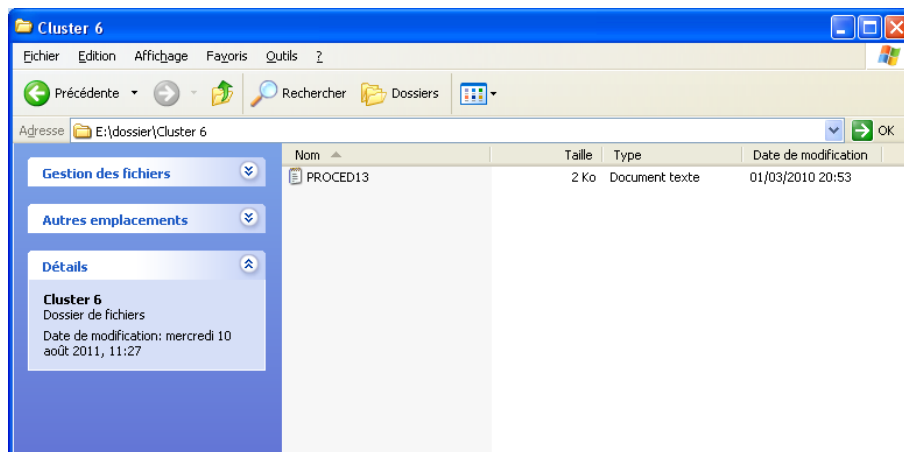 Cluster 6
Fichier Edition Affichage Favoris Outils ?
Précédente Rechercher Dossiers
Adresse E:\dossier\Cluster 6 OK
Nom Taille Type Date de modification
PROCED13 2 Ko Document texte 01/03/2010 20:53
Gestion des fichiers
Autres emplacements
Détails
Cluster 6
Dossier de fichiers
Date de modification: mercredi 10
août 2011, 11:27